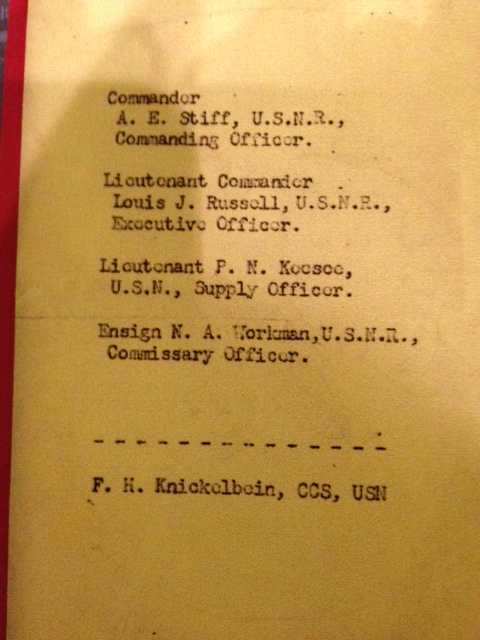 Commander
A. E. Stiff, U.S.N.R.,
Commanding Officer.
Lieutenant Commander
Louis J. Russell, U.S.N.R.,
Executive Officer.
Lieutenant P. N. Keesee,
U.S.N., Supply Officer.
Ensign N. A. Workman,U.S.N.R.,
Commissary Officer.
- - - - - - - - - - - - - - -
F. H. Knickelbein, CCS, USN